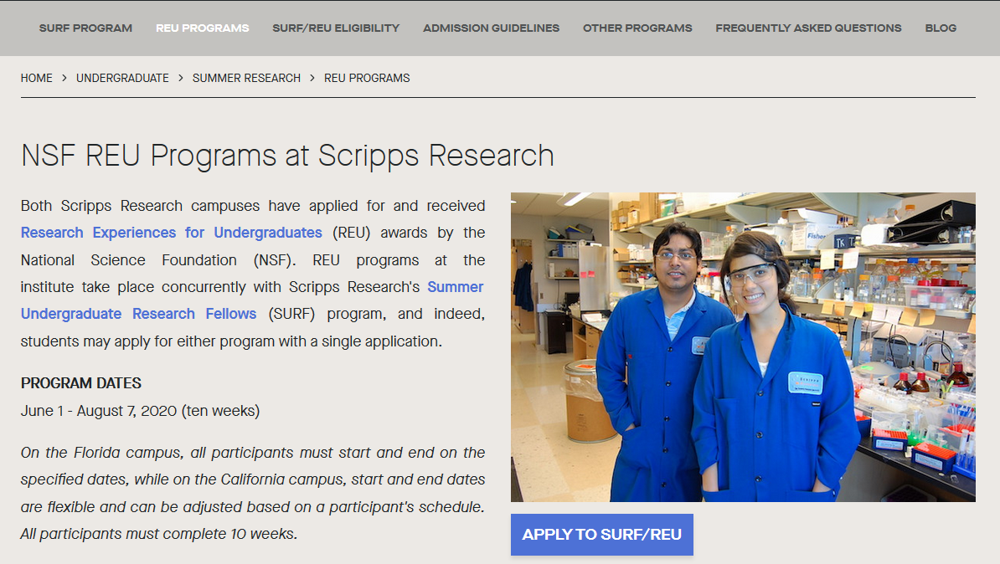 SURF PROGRAM REU PROGRAMS SURF/REU ELIGIBILITY ADMISSION GUIDELINES OTHER PROGRAMS FREQUENTLY ASKED QUESTIONS BLOG
HOME > UNDERGRADUATE > SUMMER RESEARCH > REU PROGRAMS
NSF REU Programs at Scripps Research
Both Scripps Research campuses have applied for and received
Research Experiences for Undergraduates (REU) awards by the
National Science Foundation (NSF). REU programs at the
institute take place concurrently with Scripps Research's Summer
Undergraduate Research Fellows (SURF) program, and indeed,
students may apply for either program with a single application.
PROGRAM DATES
June 1 - August 7, 2020 (ten weeks)
On the Florida campus, all participants must start and end on the
specified dates, while on the California campus, start and end dates
are flexible and can be adjusted based on a participant's schedule.
All participants must complete 10 weeks.
Fisher
TK
APPLY TO SURF/REU